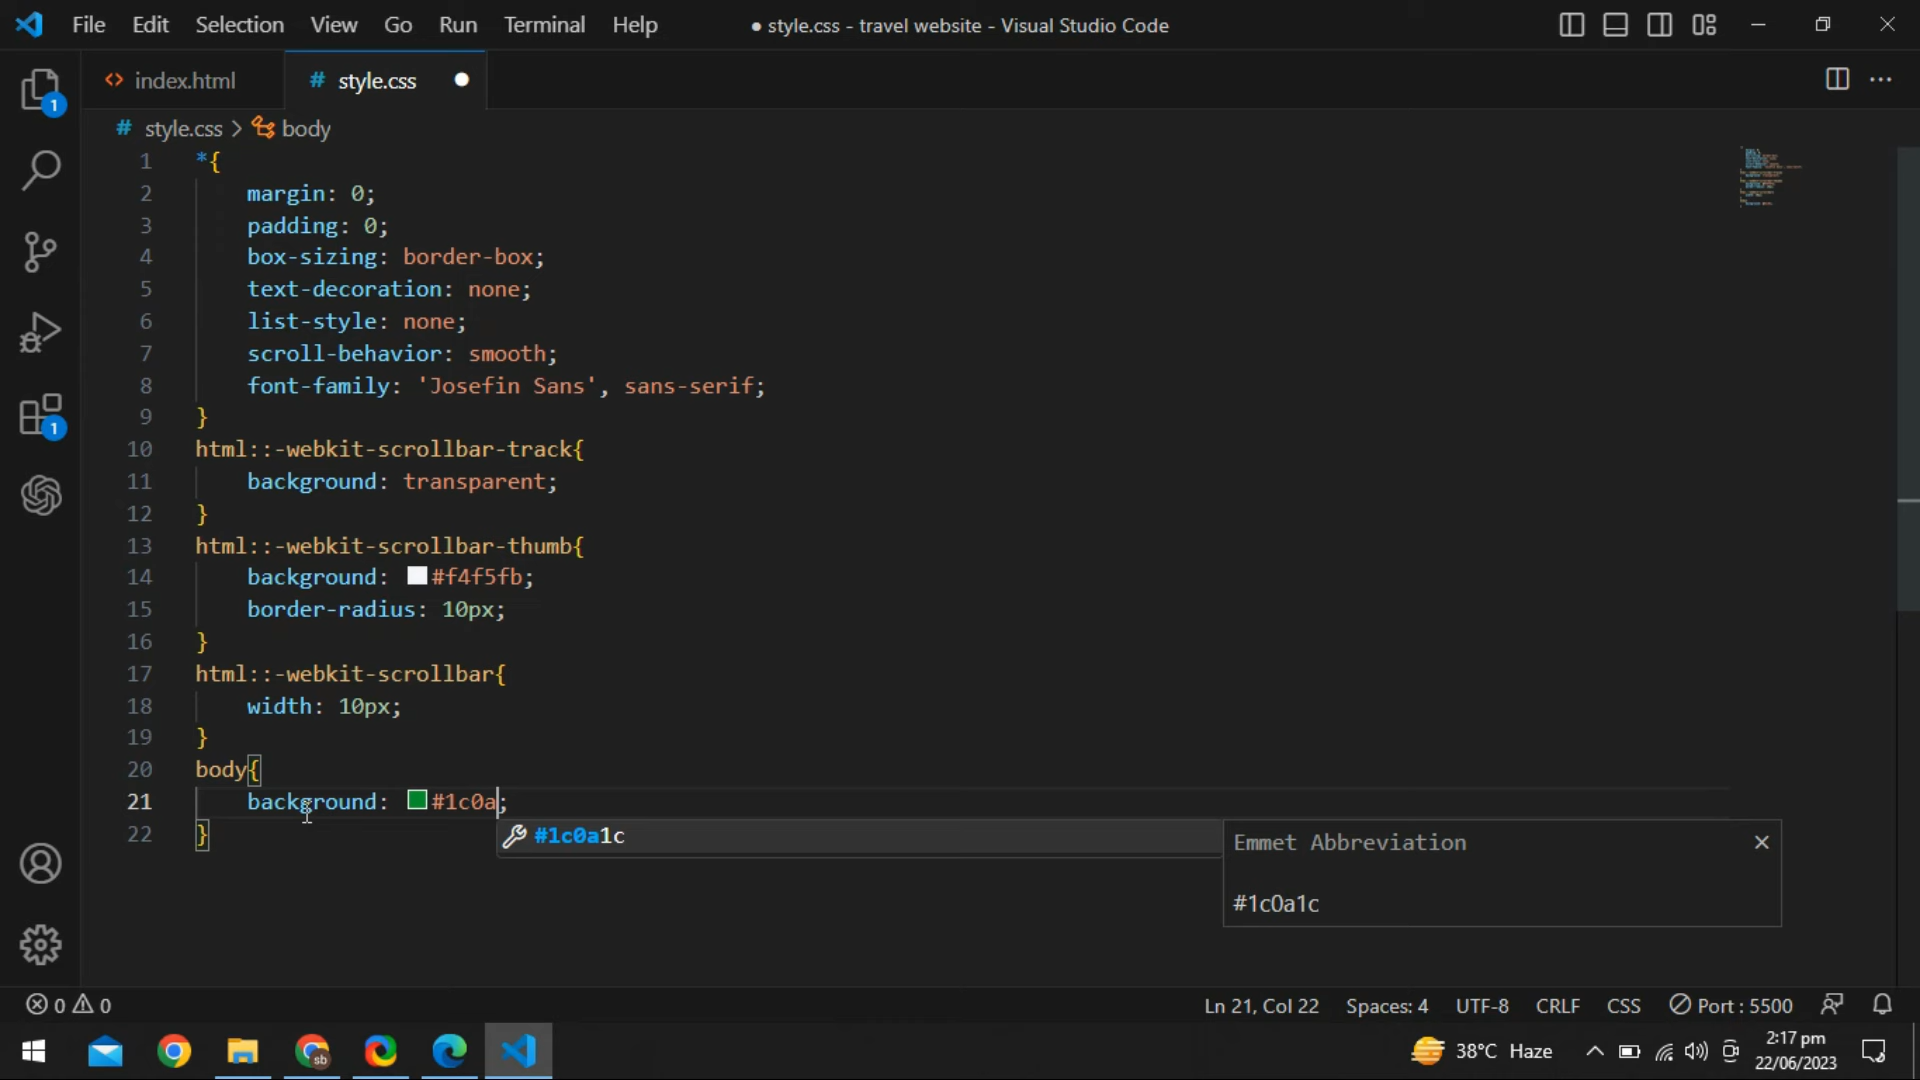 File Edit Selection View Go Run Terminal Help
● style.css - travel website - Visual Studio Code
1
1
<> index.html
# style.css ●
# style.css > body
1 *{
2 margin: 0;
3 padding: 0;
4 box-sizing: border-box;
5 text-decoration: none;
6 list-style: none;
7 scroll-behavior: smooth;
8 font-family: 'Josefin Sans', sans-serif;
9 }
10 html::-webkit-scrollbar-track{
11 background: transparent;
12 }
13 html::-webkit-scrollbar-thumb{
14 background: #f4f5fb;
15 border-radius: 10px;
16 }
17 html::-webkit-scrollbar{
18 width: 10px;
19 }
20 body{
21 background: #1c0a;
22 }
#1c0a1c
Emmet Abbreviation
#1c0a1c
0 0
Ln 21, Col 22 Spaces: 4 UTF-8 CRLF CSS Port : 5500
sb
38°C Haze
2:17 pm
22/06/2023